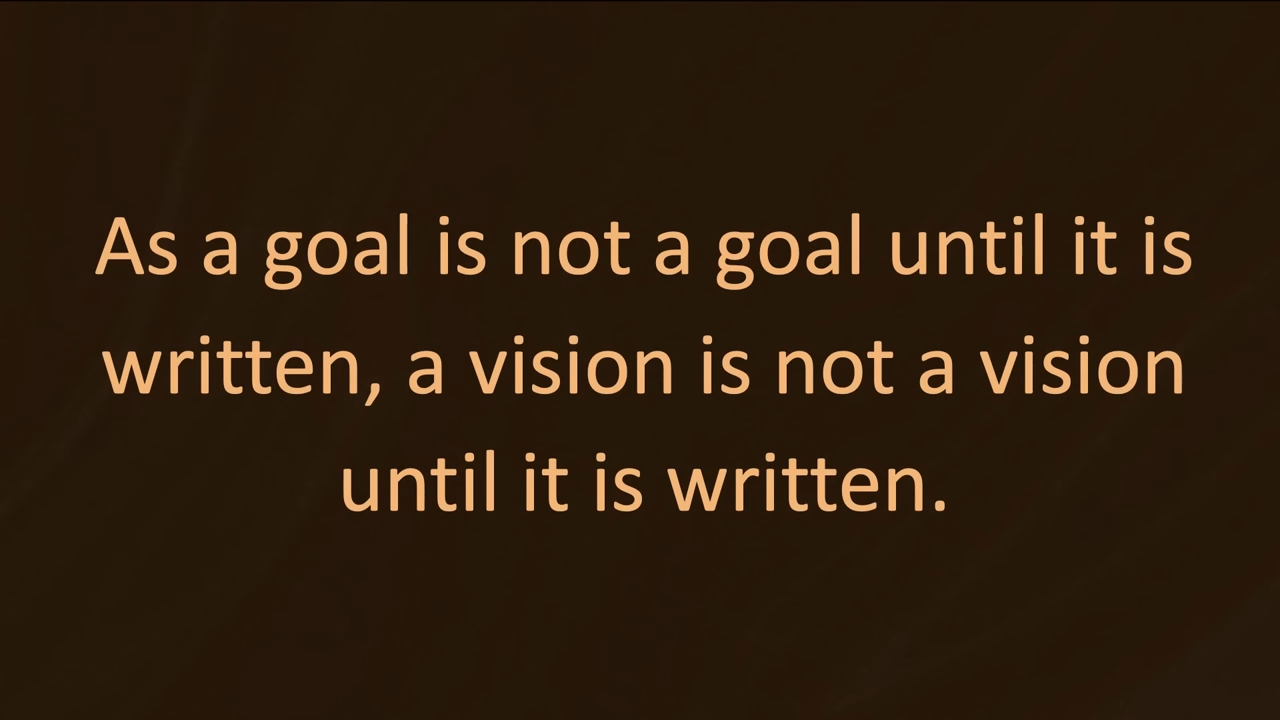 As a goal is not a goal until it is
written, a vision is not a vision
until it is written.